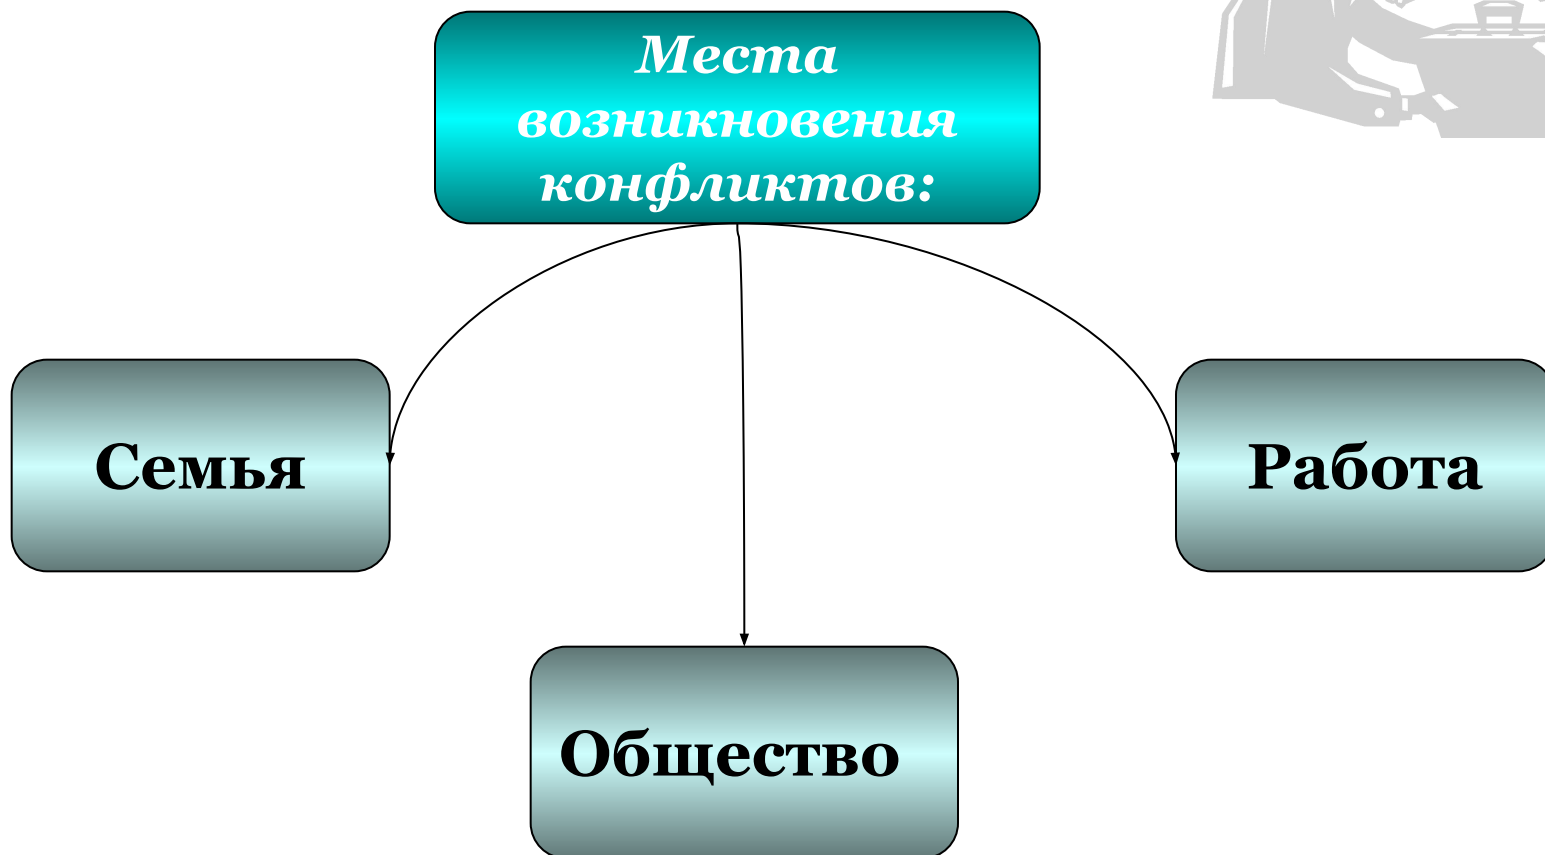 Места
возникновения
конфликтов:
Семья
Работа
Общество